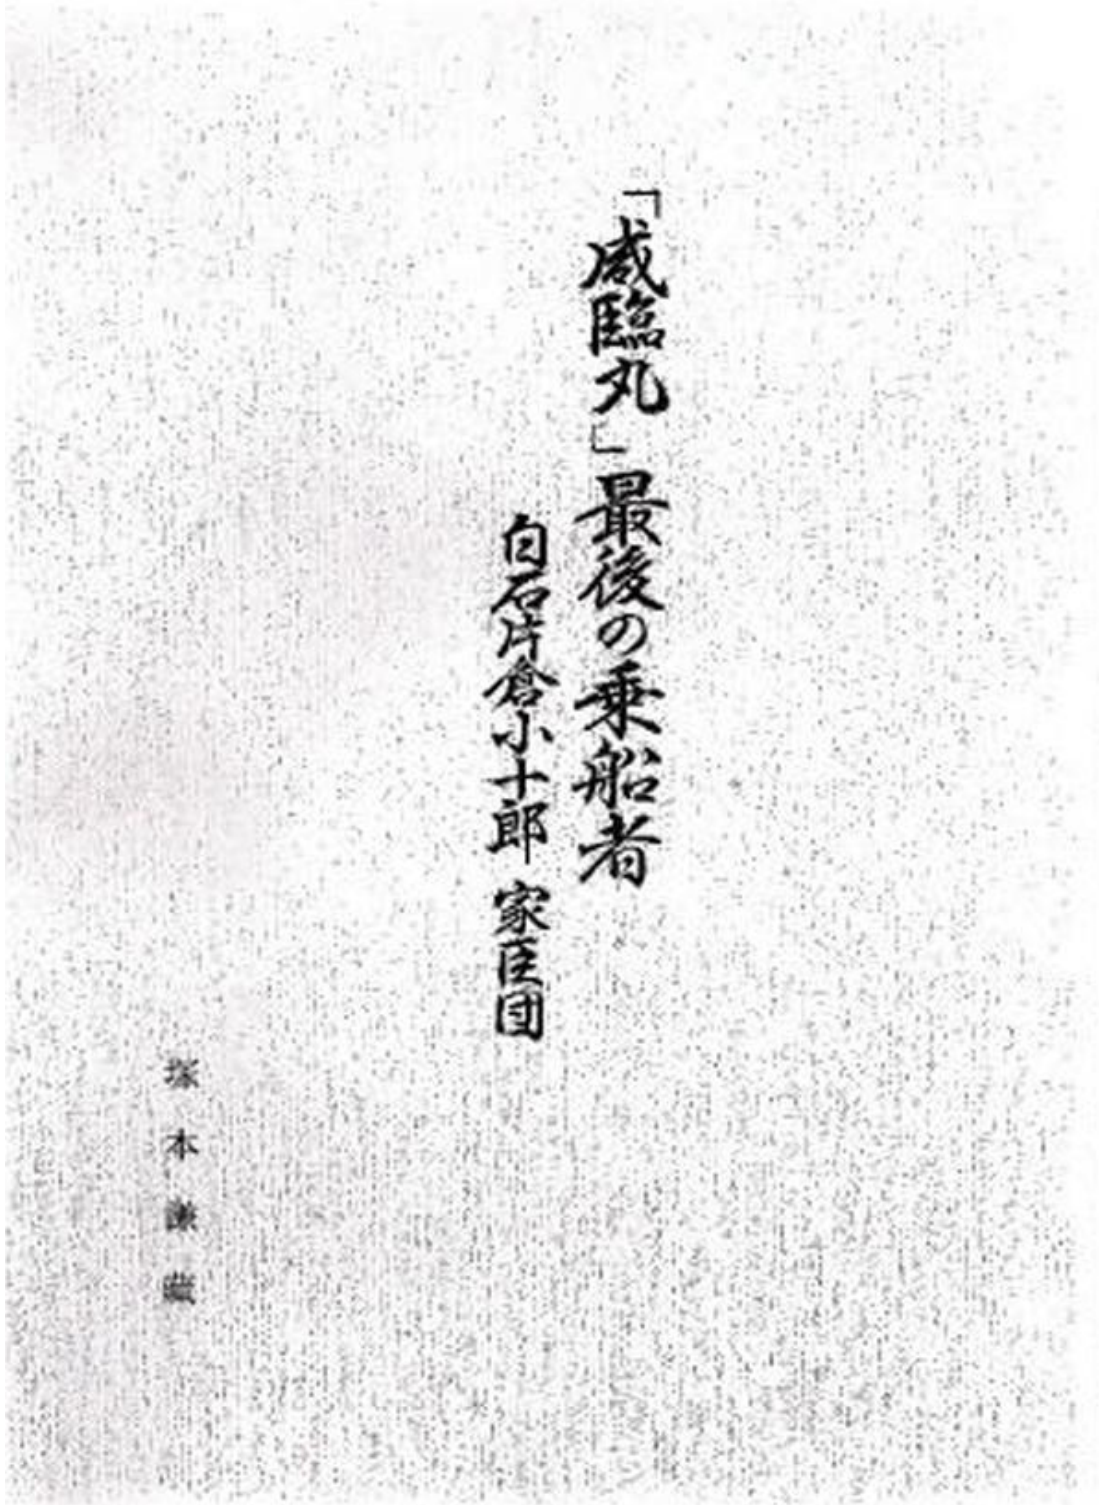 「咸臨丸」最後の乗船者
白石片倉小十郎 家臣団
塚本謙蔵